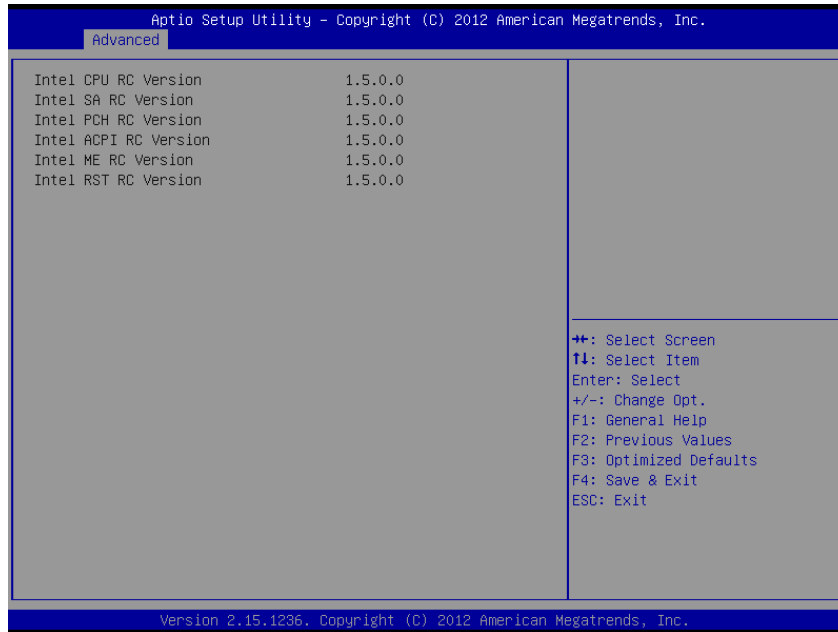 Aptio Setup Utility – Copyright (C) 2012 American Megatrends, Inc.
Advanced
Intel CPU RC Version 1.5.0.0
Intel SA RC Version 1.5.0.0
Intel PCH RC Version 1.5.0.0
Intel ACPI RC Version 1.5.0.0
Intel ME RC Version 1.5.0.0
Intel RST RC Version 1.5.0.0
→←: Select Screen
↑↓: Select Item
Enter: Select
+/-: Change Opt.
F1: General Help
F2: Previous Values
F3: Optimized Defaults
F4: Save & Exit
ESC: Exit
Version 2.15.1236. Copyright (C) 2012 American Megatrends, Inc.